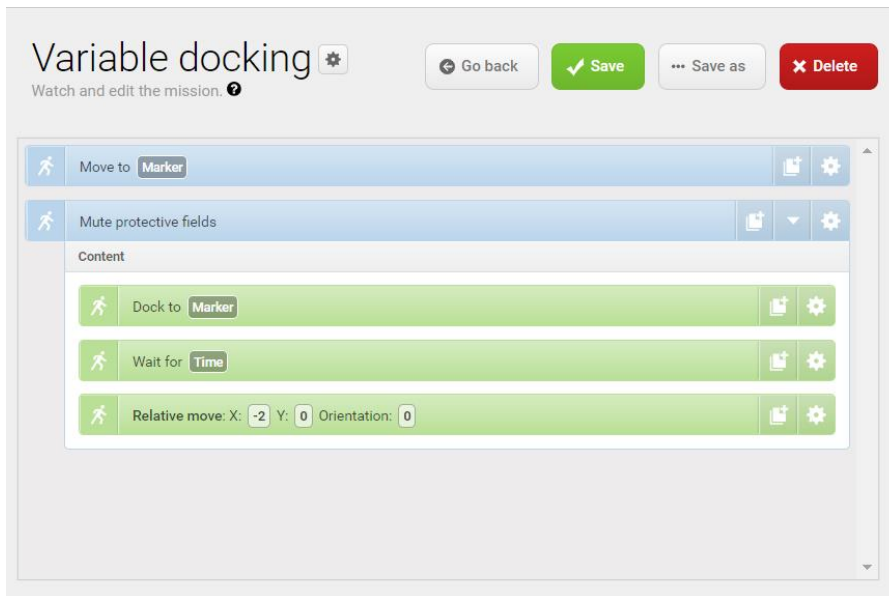 Variable docking
Go back
Save
••• Save as
Delete
Watch and edit the mission.
Move to Marker
Mute protective fields
Content
Dock to Marker
Wait for Time
Relative move: X: -2 Y: 0 Orientation: 0